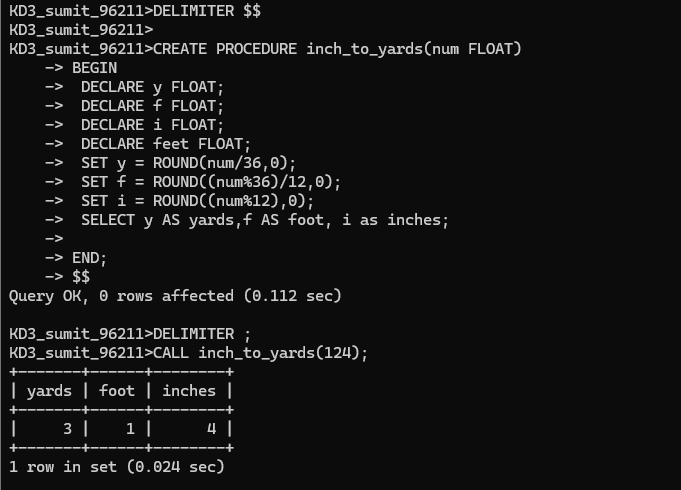 KD3_sumit_96211>DELIMITER $$
KD3_sumit_96211>
KD3_sumit_96211>CREATE PROCEDURE inch_to_yards(num FLOAT)
    -> BEGIN
    ->  DECLARE y FLOAT;
    ->  DECLARE f FLOAT;
    ->  DECLARE i FLOAT;
    ->  DECLARE feet FLOAT;
    ->  SET y = ROUND(num/36,0);
    ->  SET f = ROUND((num%36)/12,0);
    ->  SET i = ROUND((num%12),0);
    ->  SELECT y AS yards,f AS foot, i as inches;
    ->
    -> END;
    -> $$
Query OK, 0 rows affected (0.112 sec)

KD3_sumit_96211>DELIMITER ;
KD3_sumit_96211>CALL inch_to_yards(124);
+-------+------+--------+
| yards | foot | inches |
+-------+------+--------+
|     3 |    1 |      4 |
+-------+------+--------+
1 row in set (0.024 sec)